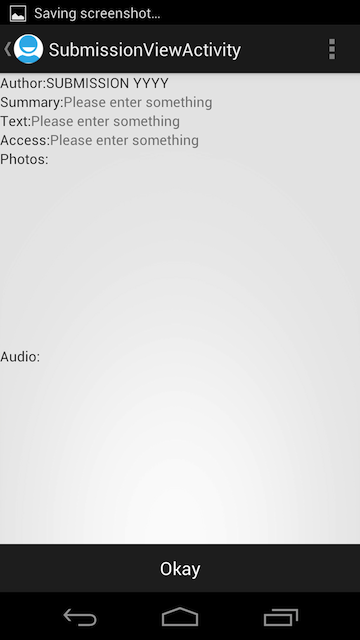 Saving screenshot...
SubmissionViewActivity
Author:SUBMISSION YYYY
Summary:Please enter something
Text:Please enter something
Access:Please enter something
Photos:
Audio:
Okay